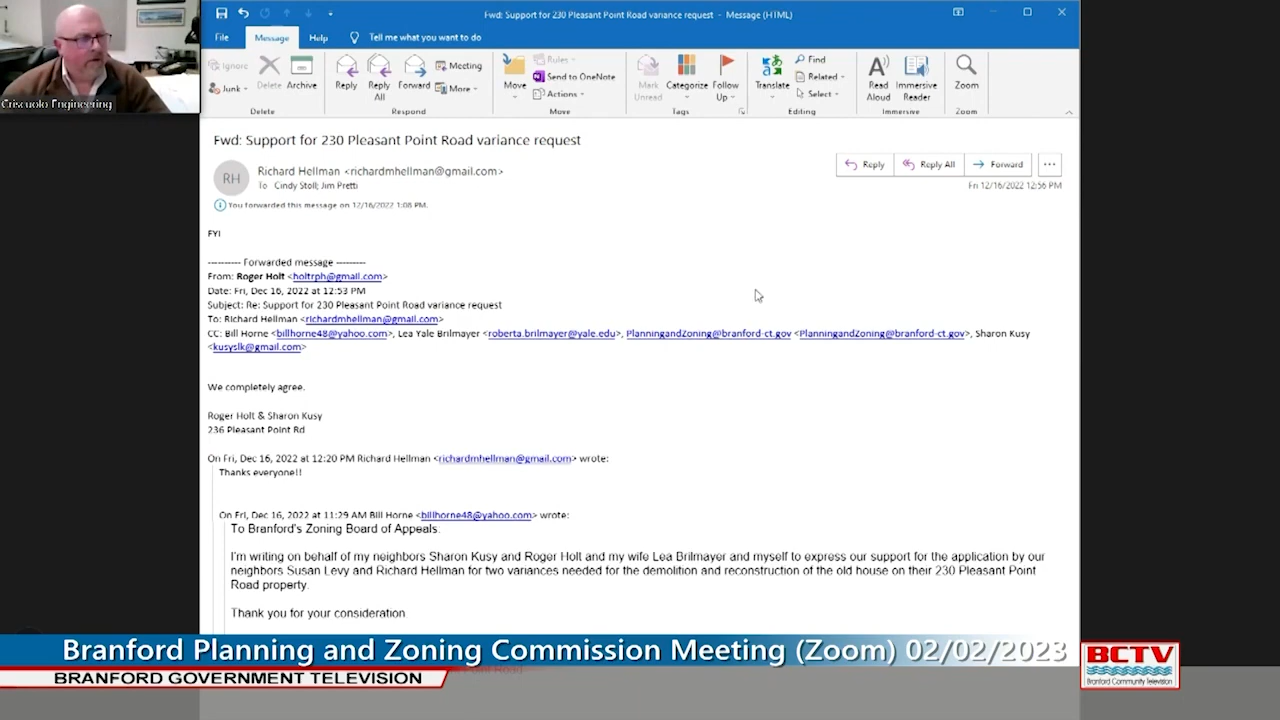 Fwd: Support for 230 Pleasant Point Road variance request - Message (HTML)
File Message Help Tell me what you want to do
Ignore
Junk
Delete
Archive
Reply
Reply All
Forward
Meeting
More
Move
Rules
Send to OneNote
Actions
Mark Unread
Categorize
Follow Up
Translate
Find
Related
Select
Read Aloud
Immersive Reader
Zoom
Delete Respond Move Tags Editing Immersive Zoom
Criscuolo Engineering
Fwd: Support for 230 Pleasant Point Road variance request
RH
Richard Hellman <richardmhellman@gmail.com>
To Cindy Stoll; Jim Pretti
Reply Reply All Forward ...
Fri 12/16/2022 12:56 PM
You forwarded this message on 12/16/2022 1:08 PM.
FYI
---------- Forwarded message ---------
From: Roger Holt <holtrph@gmail.com>
Date: Fri, Dec 16, 2022 at 12:53 PM
Subject: Re: Support for 230 Pleasant Point Road variance request
To: Richard Hellman <richardmhellman@gmail.com>
CC: Bill Horne <billhorne48@yahoo.com>, Lea Yale Brilmayer <roberta.brilmayer@yale.edu>, PlanningandZoning@branford-ct.gov <PlanningandZoning@branford-ct.gov>, Sharon Kusy
<kusyslk@gmail.com>
We completely agree.
Roger Holt & Sharon Kusy
236 Pleasant Point Rd
On Fri, Dec 16, 2022 at 12:20 PM Richard Hellman <richardmhellman@gmail.com> wrote:
Thanks everyone!!
On Fri, Dec 16, 2022 at 11:29 AM Bill Horne <billhorne48@yahoo.com> wrote:
To Branford's Zoning Board of Appeals:
I'm writing on behalf of my neighbors Sharon Kusy and Roger Holt and my wife Lea Brilmayer and myself to express our support for the application by our
neighbors Susan Levy and Richard Hellman for two variances needed for the demolition and reconstruction of the old house on their 230 Pleasant Point
Road property.
Thank you for your consideration
Branford Planning and Zoning Commission Meeting (Zoom) 02/02/2023
BRANFORD GOVERNMENT TELEVISION
BCTV
Branford Community Television